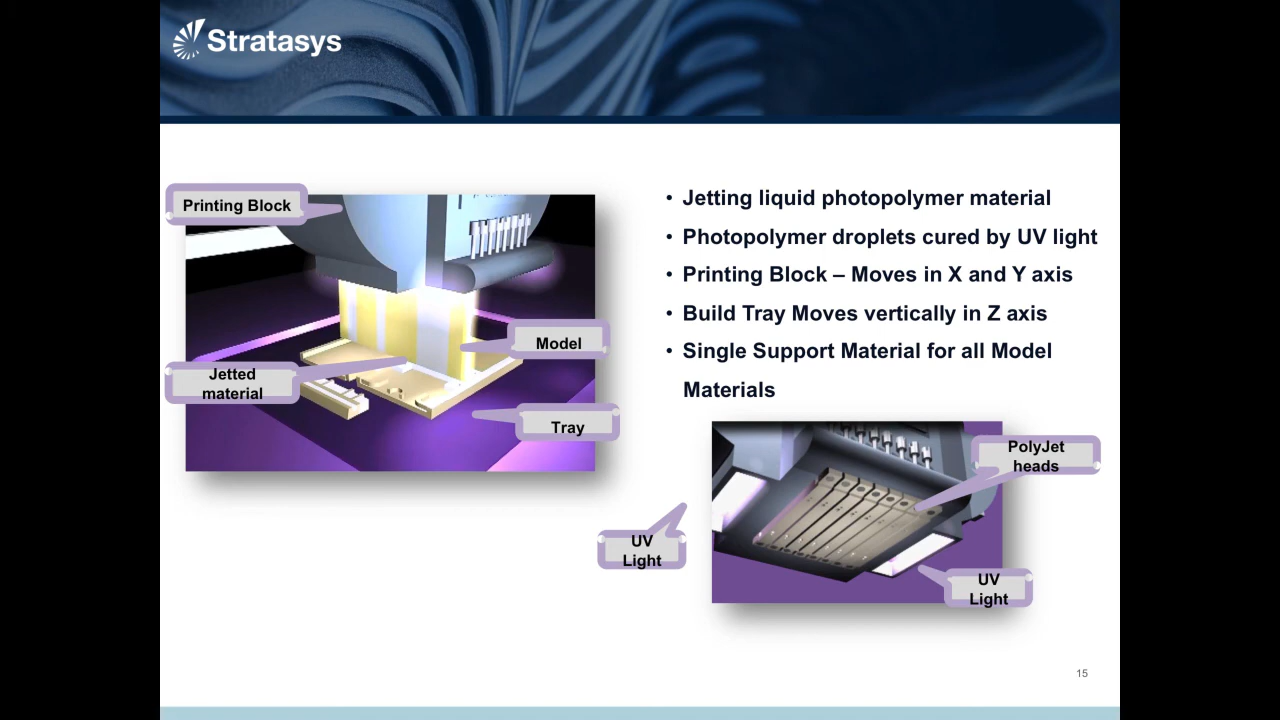 Stratasys
Printing Block
Model
Jetted
material
Tray
• Jetting liquid photopolymer material
• Photopolymer droplets cured by UV light
• Printing Block – Moves in X and Y axis
• Build Tray Moves vertically in Z axis
• Single Support Material for all Model
Materials
PolyJet
heads
UV
Light
UV
Light
15